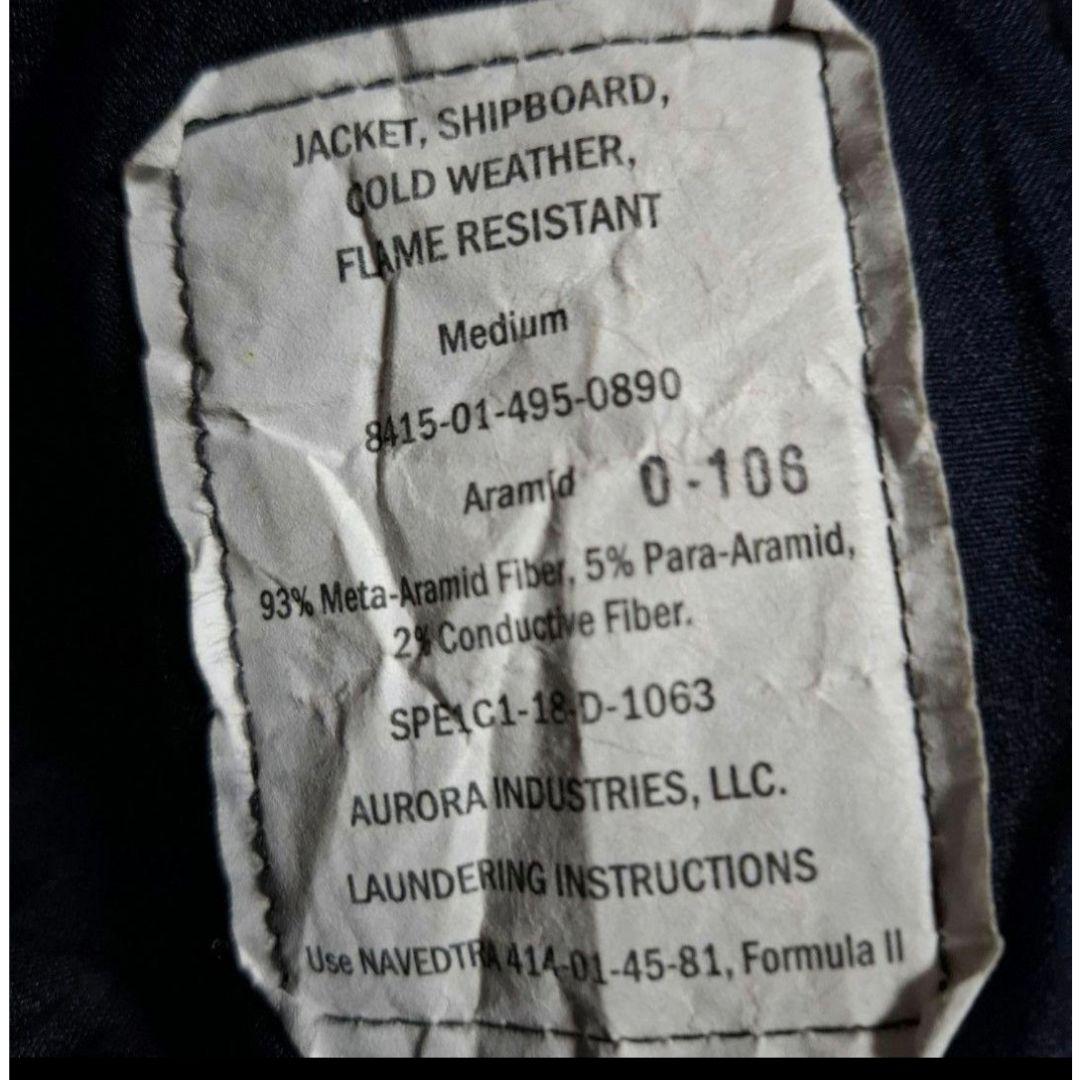 JACKET, SHIPBOARD,
COLD WEATHER,
FLAME RESISTANT
Medium
8415-01-495-0890
Aramid 0-106
93% Meta-Aramid Fiber, 5% Para-Aramid,
2% Conductive Fiber.
SPE1C1-18-D-1063
AURORA INDUSTRIES, LLC.
LAUNDERING INSTRUCTIONS
Use NAVEDTRA 414-01-45-81, Formula II